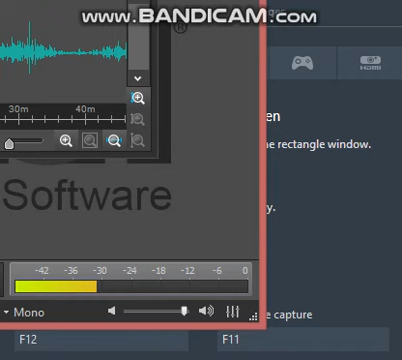 www.BANDICAM.com
30m 40m
en
e rectangle window.
Software
y.
-42 -36 -30 -24 -18 -12 -6 0
Mono
e capture
F12 F11